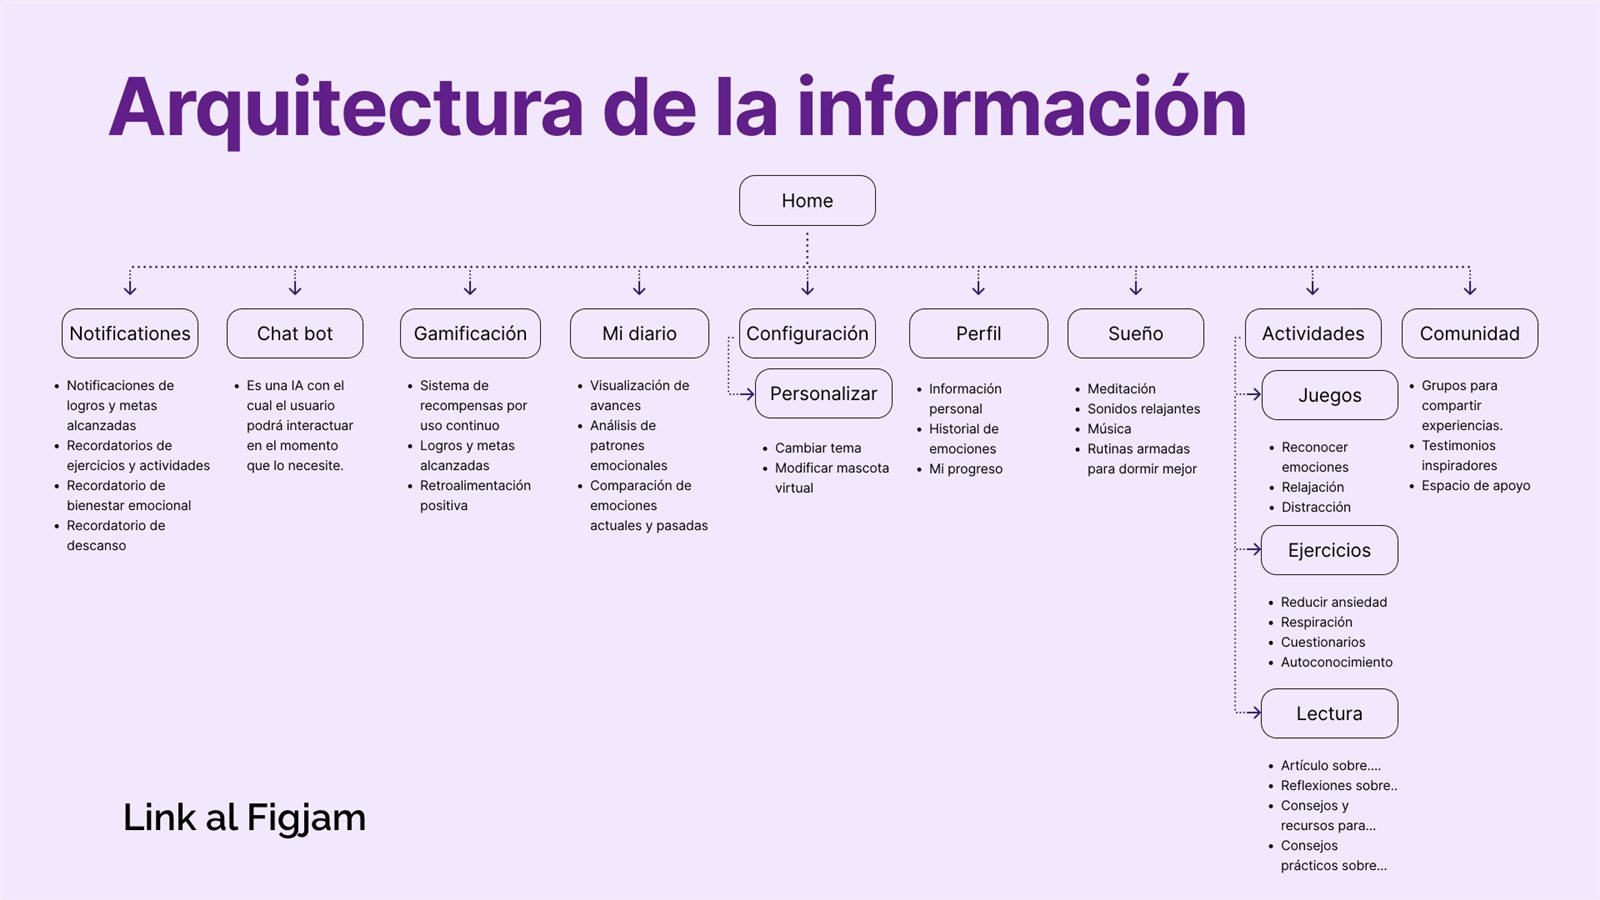 Arquitectura de la información
Home
Notificationes
• Notificaciones de
logros y metas
alcanzadas
• Recordatorios de
ejercicios y actividades
• Recordatorio de
bienestar emocional
• Recordatorio de
descanso
Chat bot
• Es una IA con el
cual el usuario
podrá interactuar
en el momento
que lo necesite.
Gamificación
• Sistema de
recompensas por
uso continuo
• Logros y metas
alcanzadas
• Retroalimentación
positiva
Mi diario
• Visualización de
avances
• Análisis de
patrones
emocionales
• Comparación de
emociones
actuales y pasadas
Configuración
Personalizar
• Cambiar tema
• Modificar mascota
virtual
Perfil
• Información
personal
• Historial de
emociones
• Mi progreso
Sueño
• Meditación
• Sonidos relajantes
• Música
• Rutinas armadas
para dormir mejor
Actividades
Juegos
• Reconocer
emociones
• Relajación
• Distracción
Ejercicios
• Reducir ansiedad
• Respiración
• Cuestionarios
• Autoconocimiento
Lectura
• Artículo sobre....
• Reflexiones sobre..
• Consejos y
recursos para...
• Consejos
prácticos sobre...
Comunidad
• Grupos para
compartir
experiencias.
• Testimonios
inspiradores
• Espacio de apoyo
Link al Figjam